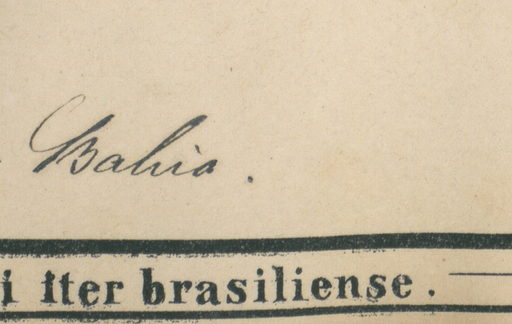 Bahia.
i iter brasiliense.